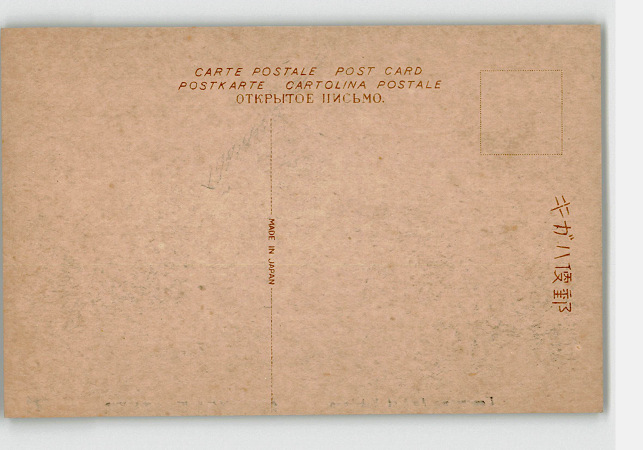 CARTE POSTALE POST CARD
POSTKARTE CARTOLINA POSTALE
ОТКРЫТОЕ ПИСЬМО.
MADE IN JAPAN
キガハ便郵